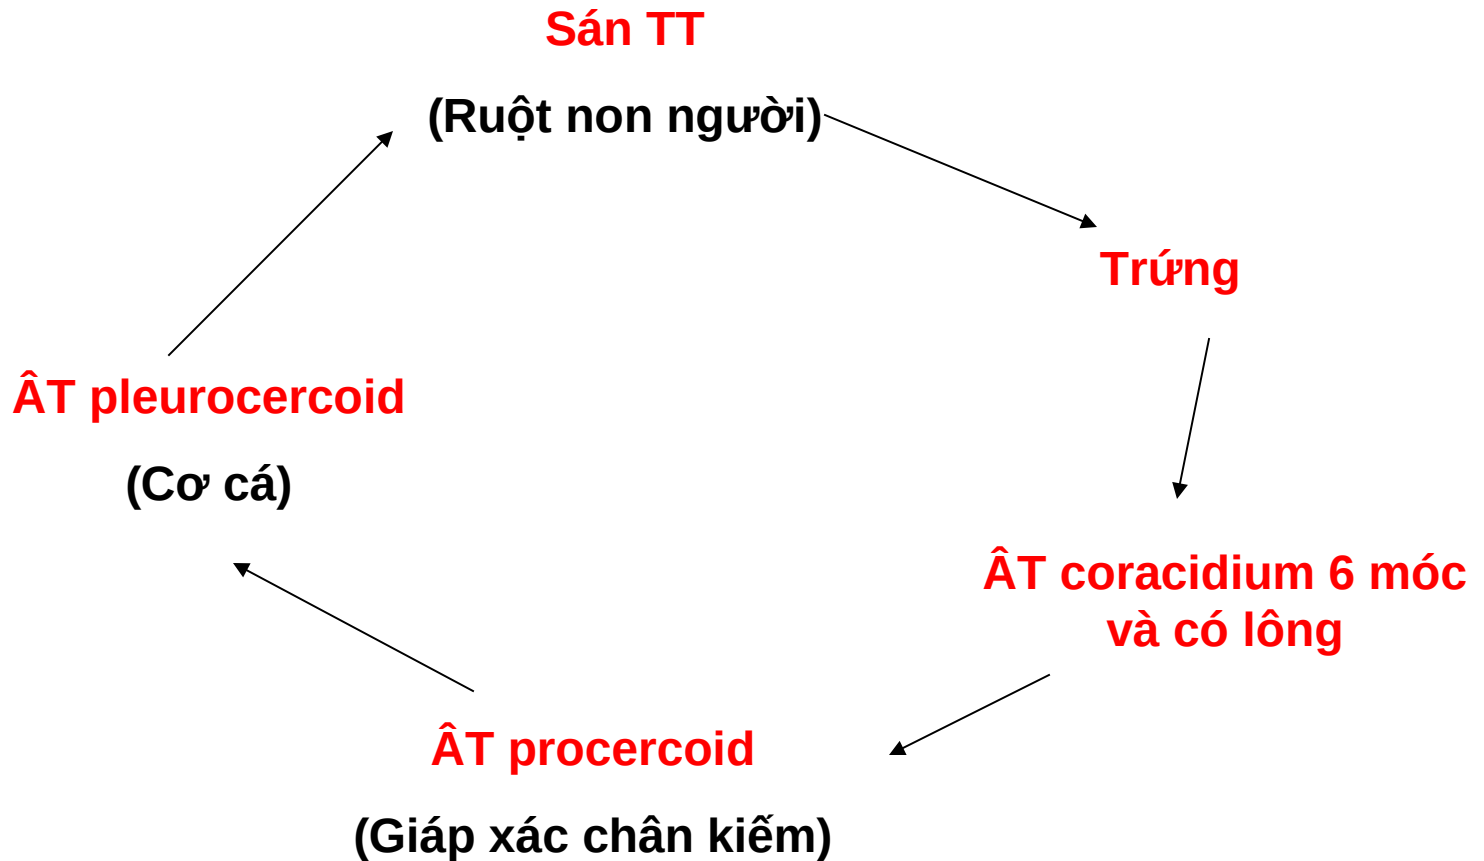 Sán TT
(Ruột non người)
Trứng
ÂT coracidium 6 móc
và có lông
ÂT procercoid
(Giáp xác chân kiếm)
ÂT pleurocercoid
(Cơ cá)